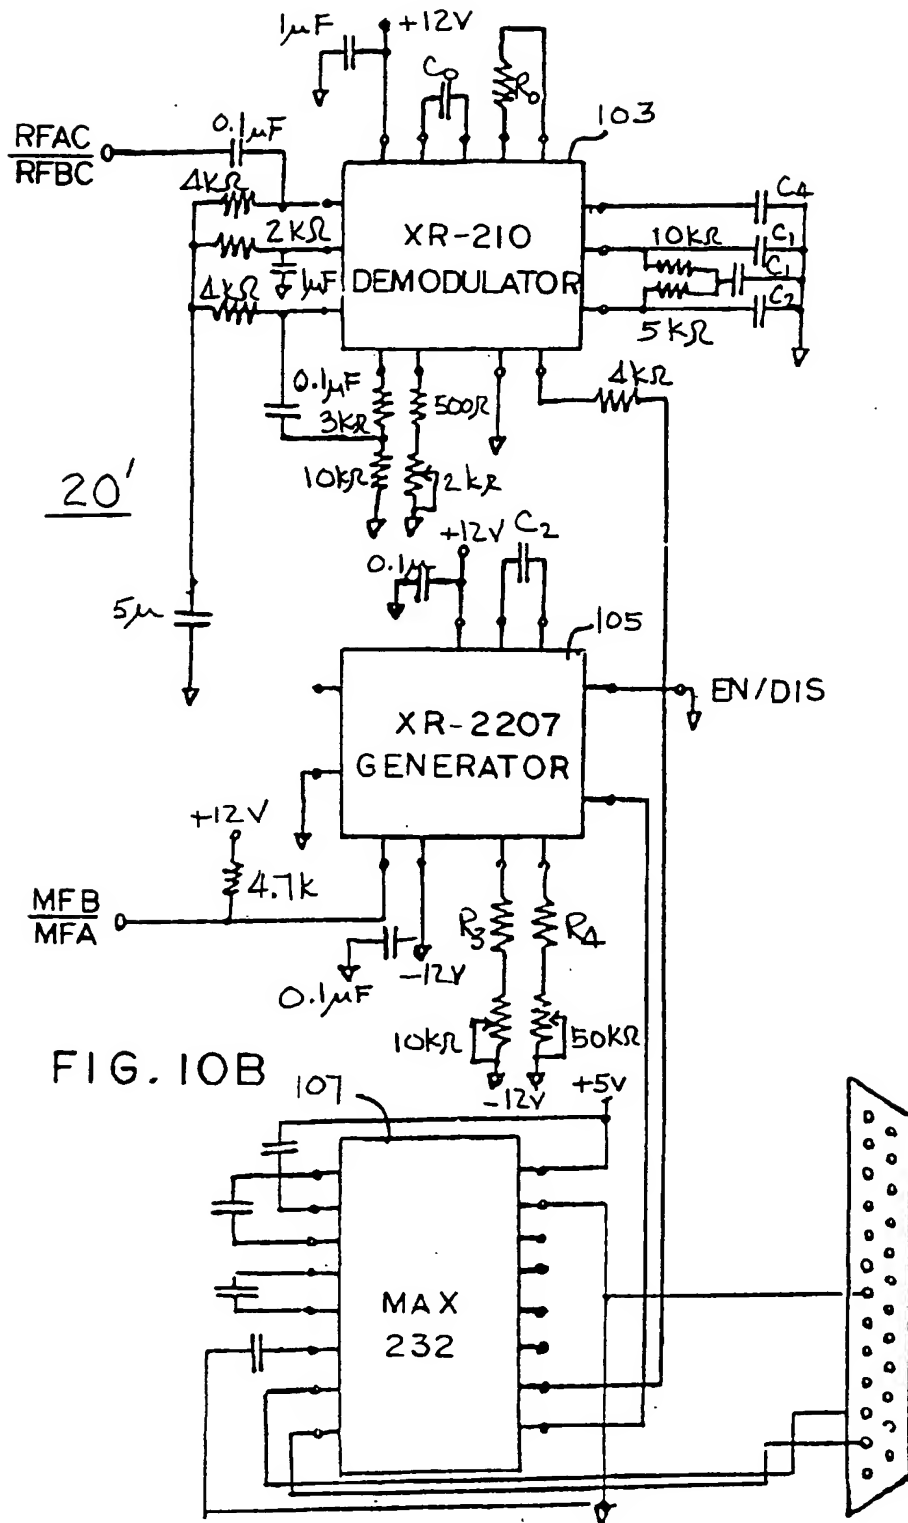 1μF
+12V
C0
R0
103
0.1μF
RFAC
RFBC
4KΩ
XR-210
DEMODULATOR
C4
2KΩ
10KΩ
C1
1μF
C1
4KΩ
C2
5KΩ
0.1μF
3KΩ
500Ω
4KΩ
10KΩ
2KΩ
20'
+12V
C2
0.1μ
5μ
105
EN/DIS
XR-2207
GENERATOR
+12V
4.7K
MFB
MFA
R3
R4
-12V
0.1μF
10KΩ
50KΩ
FIG. 10B
-12V
+5V
107
MAX
232